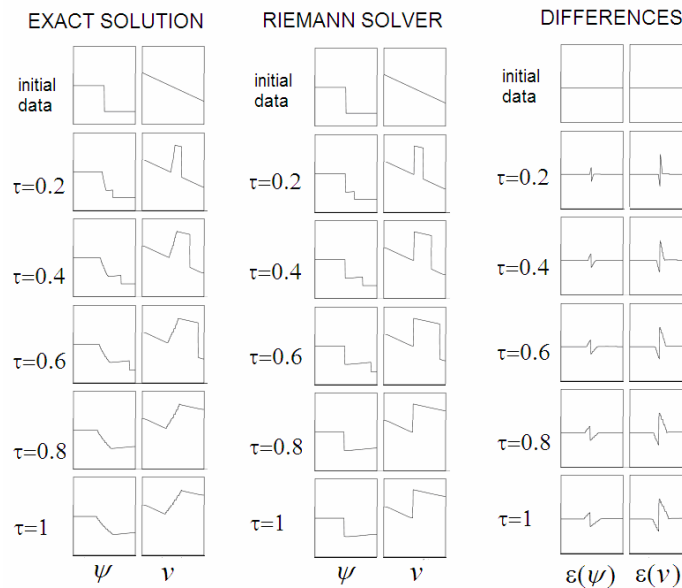 EXACT SOLUTION RIEMANN SOLVER DIFFERENCES
initial data initial data initial data
τ=0.2 τ=0.2 τ=0.2
τ=0.4 τ=0.4 τ=0.4
τ=0.6 τ=0.6 τ=0.6
τ=0.8 τ=0.8 τ=0.8
τ=1 τ=1 τ=1
ψ ν ψ ν ε(ψ) ε(ν)